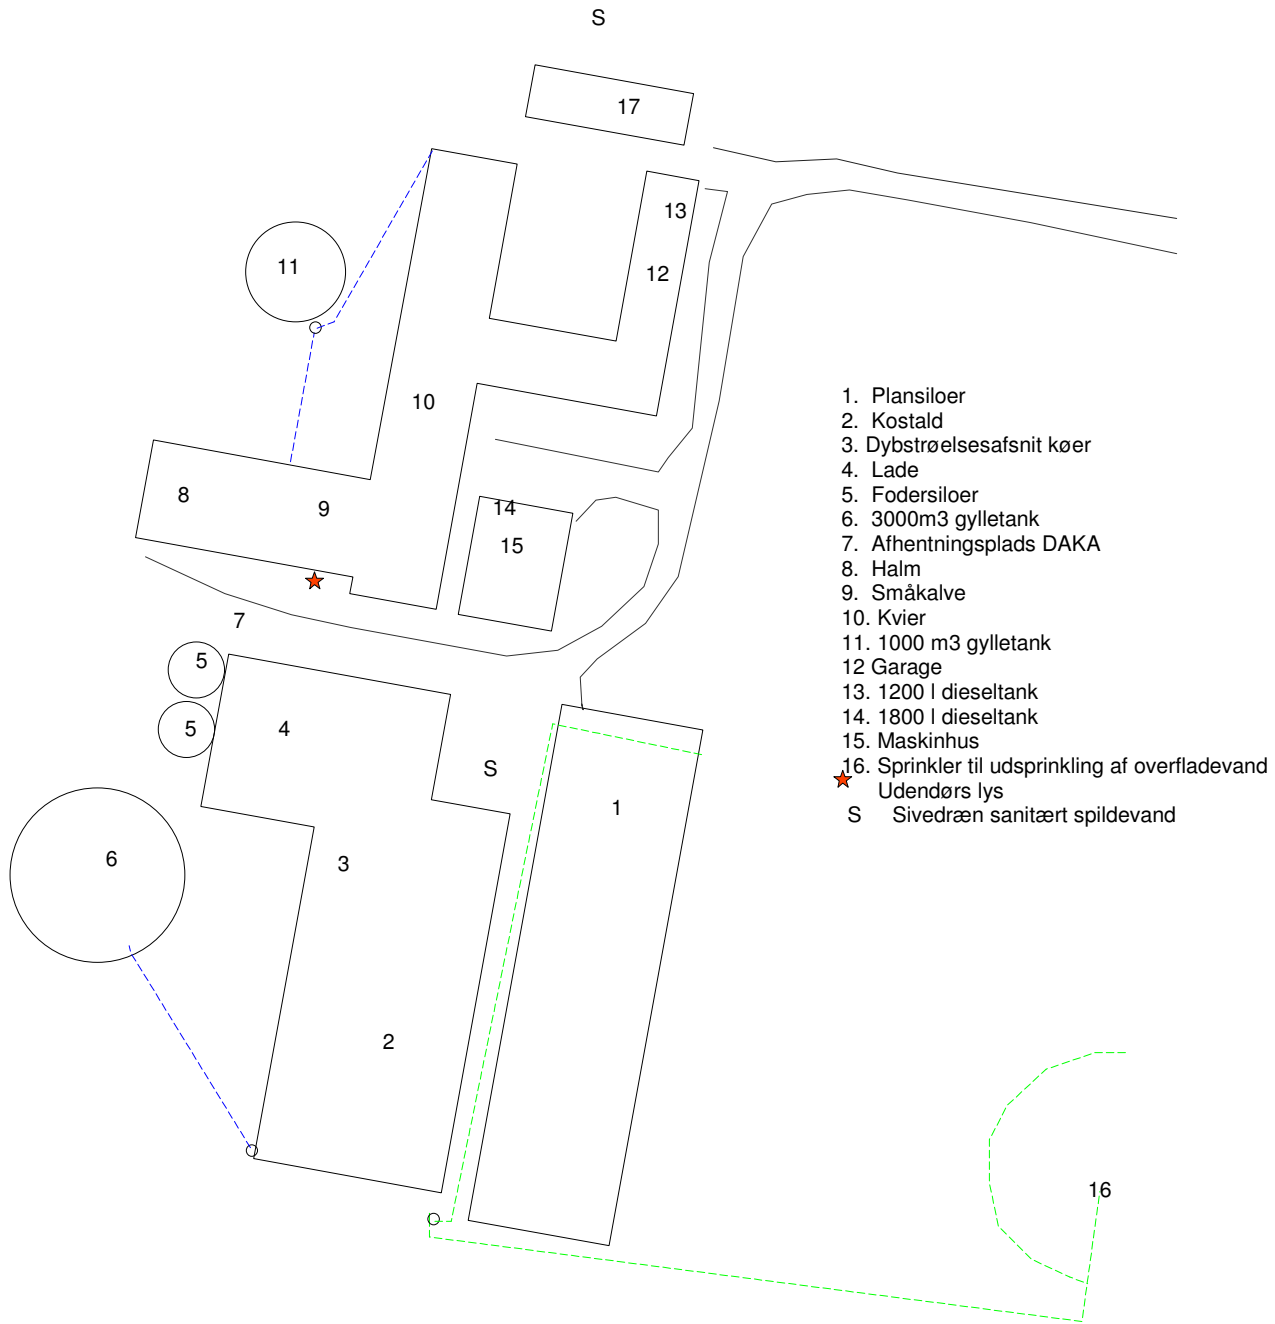 S
17
13
11
12
10
8
9
14
15
7
5
5
4
S
1
6
3
2
16
1. Plansiloer
2. Kostald
3. Dybstrøelsesafsnit køer
4. Lade
5. Fodersiloer
6. 3000m3 gylletank
7. Afhentningsplads DAKA
8. Halm
9. Småkalve
10. Kvier
11. 1000 m3 gylletank
12 Garage
13. 1200 l dieseltank
14. 1800 l dieseltank
15. Maskinhus
16. Sprinkler til udsprinkling af overfladevand
Udendørs lys
S Sivedræn sanitært spildevand